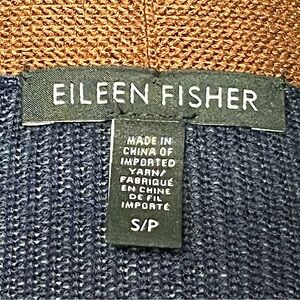 EILEEN FISHER
MADE IN
CHINA OF
IMPORTED
YARN/
FABRIQUÉ
EN CHINE
DE FIL
IMPORTÉ
S/P